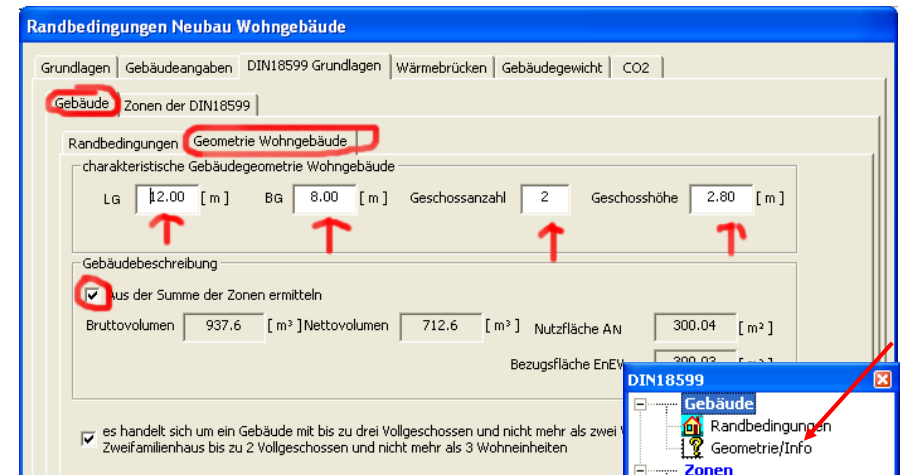 Randbedingungen Neubau Wohngebäude
Grundlagen Gebäudeangaben DIN18599 Grundlagen Wärmebrücken Gebäudegewicht CO2
Gebäude Zonen der DIN18599
Randbedingungen Geometrie Wohngebäude
charakteristische Gebäudegeometrie Wohngebäude
LG 12.00 [ m ] BG 8.00 [ m ] Geschossanzahl 2 Geschosshöhe 2.80 [ m ]
Gebäudebeschreibung
Aus der Summe der Zonen ermitteln
Bruttovolumen 937.6 [ m³ ] Nettovolumen 712.6 [ m³ ] Nutzfläche AN 300.04 [ m² ]
Bezugsfläche EnEV
es handelt sich um ein Gebäude mit bis zu drei Vollgeschossen und nicht mehr als zwei
Zweifamilienhaus bis zu 2 Vollgeschossen und nicht mehr als 3 Wohneinheiten
DIN18599
Gebäude
Randbedingungen
Geometrie/Info
Zonen